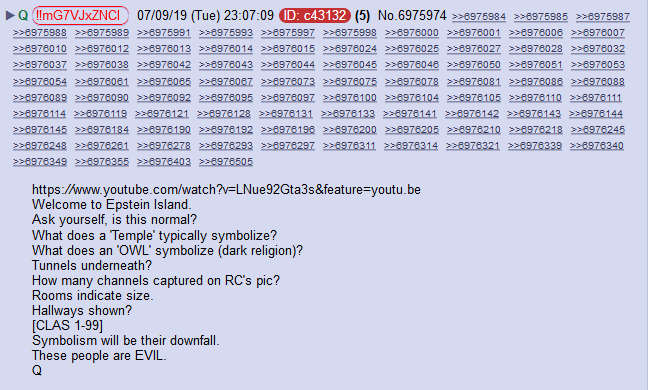 ▶ Q !!mG7VJxZNCI 07/09/19 (Tue) 23:07:09 ID: c43132 (5) No.6975974 >>6975984 >>6975985 >>6975987
>>6975988 >>6975989 >>6975991 >>6975993 >>6975997 >>6975998 >>6976000 >>6976001 >>6976006 >>6976007
>>6976010 >>6976012 >>6976013 >>6976014 >>6976015 >>6976024 >>6976025 >>6976027 >>6976028 >>6976032
>>6976037 >>6976038 >>6976042 >>6976043 >>6976044 >>6976045 >>6976046 >>6976050 >>6976051 >>6976053
>>6976054 >>6976061 >>6976065 >>6976067 >>6976073 >>6976075 >>6976078 >>6976081 >>6976086 >>6976088
>>6976089 >>6976090 >>6976092 >>6976095 >>6976097 >>6976100 >>6976104 >>6976105 >>6976110 >>6976111
>>6976114 >>6976119 >>6976121 >>6976128 >>6976131 >>6976133 >>6976141 >>6976142 >>6976143 >>6976144
>>6976145 >>6976184 >>6976190 >>6976192 >>6976196 >>6976200 >>6976205 >>6976210 >>6976218 >>6976245
>>6976248 >>6976261 >>6976278 >>6976293 >>6976297 >>6976311 >>6976314 >>6976321 >>6976339 >>6976340
>>6976349 >>6976355 >>6976403 >>6976505
https://www.youtube.com/watch?v=LNue92Gta3s&feature=youtu.be
Welcome to Epstein Island.
Ask yourself, is this normal?
What does a 'Temple' typically symbolize?
What does an 'OWL' symbolize (dark religion)?
Tunnels underneath?
How many channels captured on RC's pic?
Rooms indicate size.
Hallways shown?
[CLAS 1-99]
Symbolism will be their downfall.
These people are EVIL.
Q